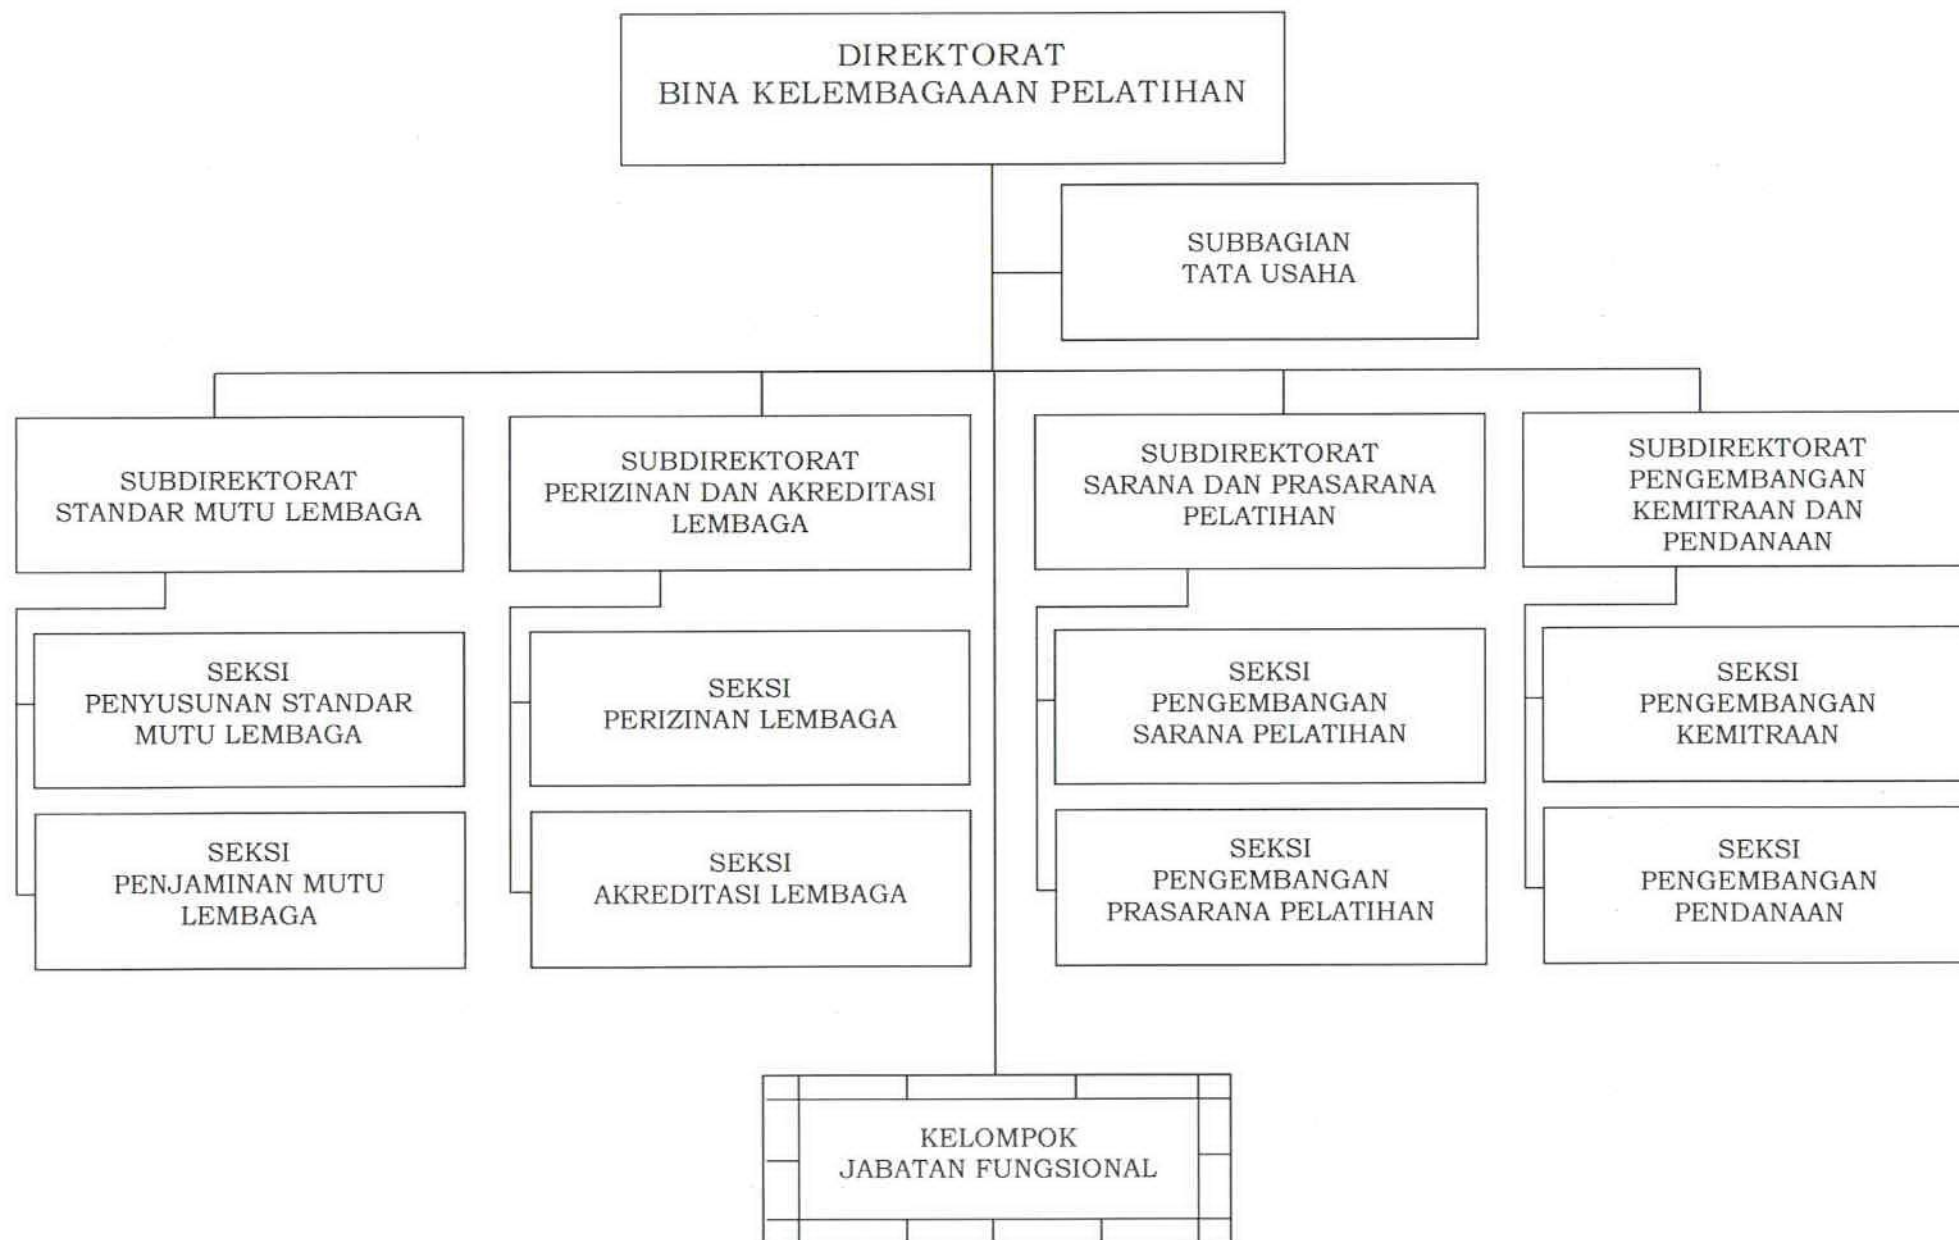 DIREKTORAT
BINA KELEMBAGAAAN PELATIHAN
SUBBAGIAN
TATA USAHA
SUBDIREKTORAT
STANDAR MUTU LEMBAGA
SUBDIREKTORAT
PERIZINAN DAN AKREDITASI
LEMBAGA
SUBDIREKTORAT
SARANA DAN PRASARANA
PELATIHAN
SUBDIREKTORAT
PENGEMBANGAN
KEMITRAAN DAN
PENDANAAN
SEKSI
PENYUSUNAN STANDAR
MUTU LEMBAGA
SEKSI
PERIZINAN LEMBAGA
SEKSI
PENGEMBANGAN
SARANA PELATIHAN
SEKSI
PENGEMBANGAN
KEMITRAAN
SEKSI
PENJAMINAN MUTU
LEMBAGA
SEKSI
AKREDITASI LEMBAGA
SEKSI
PENGEMBANGAN
PRASARANA PELATIHAN
SEKSI
PENGEMBANGAN
PENDANAAN
KELOMPOK
JABATAN FUNGSIONAL